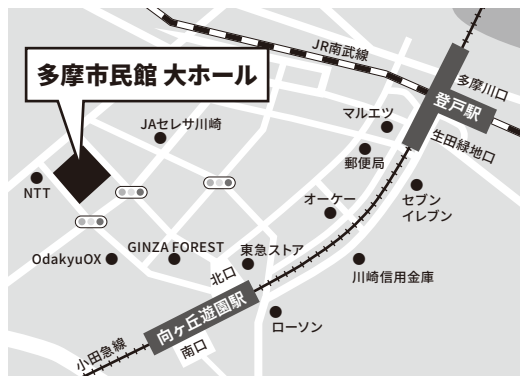 JR南武線
多摩市民館 大ホール
多摩川口
登戸駅
マルエツ
JAセレサ川崎
生田緑地口
郵便局
NTT
オーケー
セブン
イレブン
GINZA FOREST
東急ストア
OdakyuOX
北口
川崎信用金庫
向ヶ丘遊園駅
ローソン
小田急線
南口